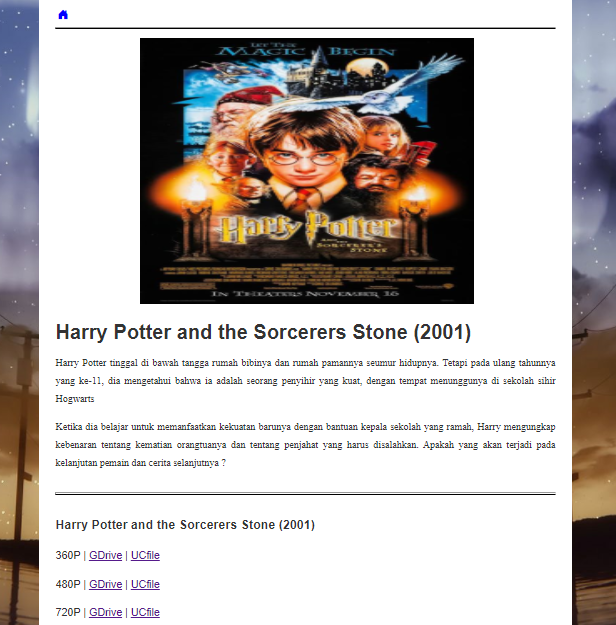 LET THE
MAGIC BEGIN
Harry Potter
AND THE
SORCERER'S
STONE
IN THEATERS NOVEMBER 16
Harry Potter and the Sorcerers Stone (2001)
Harry Potter tinggal di bawah tangga rumah bibinya dan rumah pamannya seumur hidupnya. Tetapi pada ulang tahunnya
yang ke-11, dia mengetahui bahwa ia adalah seorang penyihir yang kuat, dengan tempat menunggunya di sekolah sihir
Hogwarts
Ketika dia belajar untuk memanfaatkan kekuatan barunya dengan bantuan kepala sekolah yang ramah, Harry mengungkap
kebenaran tentang kematian orangtuanya dan tentang penjahat yang harus disalahkan. Apakah yang akan terjadi pada
kelanjutan pemain dan cerita selanjutnya ?
Harry Potter and the Sorcerers Stone (2001)
360P | GDrive | UCfile
480P | GDrive | UCfile
720P | GDrive | UCfile